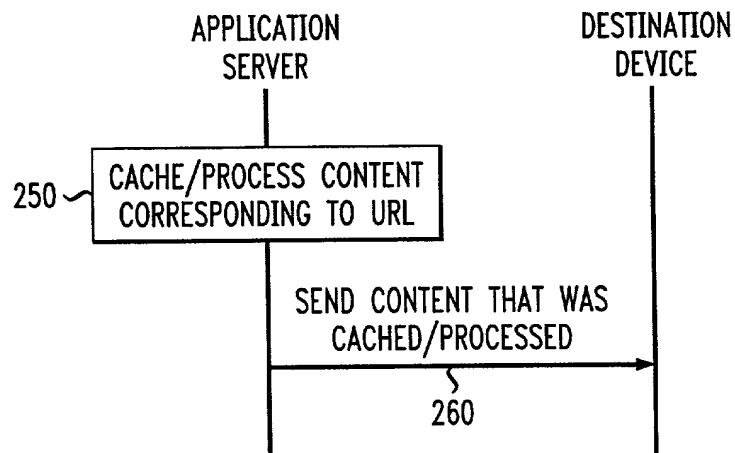 APPLICATION
SERVER
DESTINATION
DEVICE
250
CACHE/PROCESS CONTENT
CORRESPONDING TO URL
SEND CONTENT THAT WAS
CACHED/PROCESSED
260